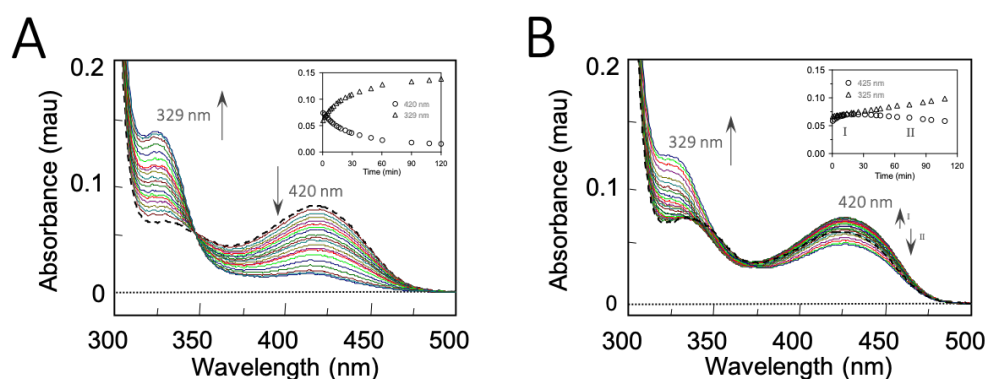 A
0.2
0.1
0
Absorbance (mau)
329 nm
420 nm
300 350 400 450 500
Wavelength (nm)
0.15
0.10
0.05
0.00
420 nm
329 nm
0 30 60 90 120
Time (min)
B
0.2
0.1
0
Absorbance (mau)
329 nm
420 nm
I
II
300 350 400 450 500
Wavelength (nm)
0.15
0.10
0.05
0.00
425 nm
325 nm
I II
0 30 60 90 120
Time (min)